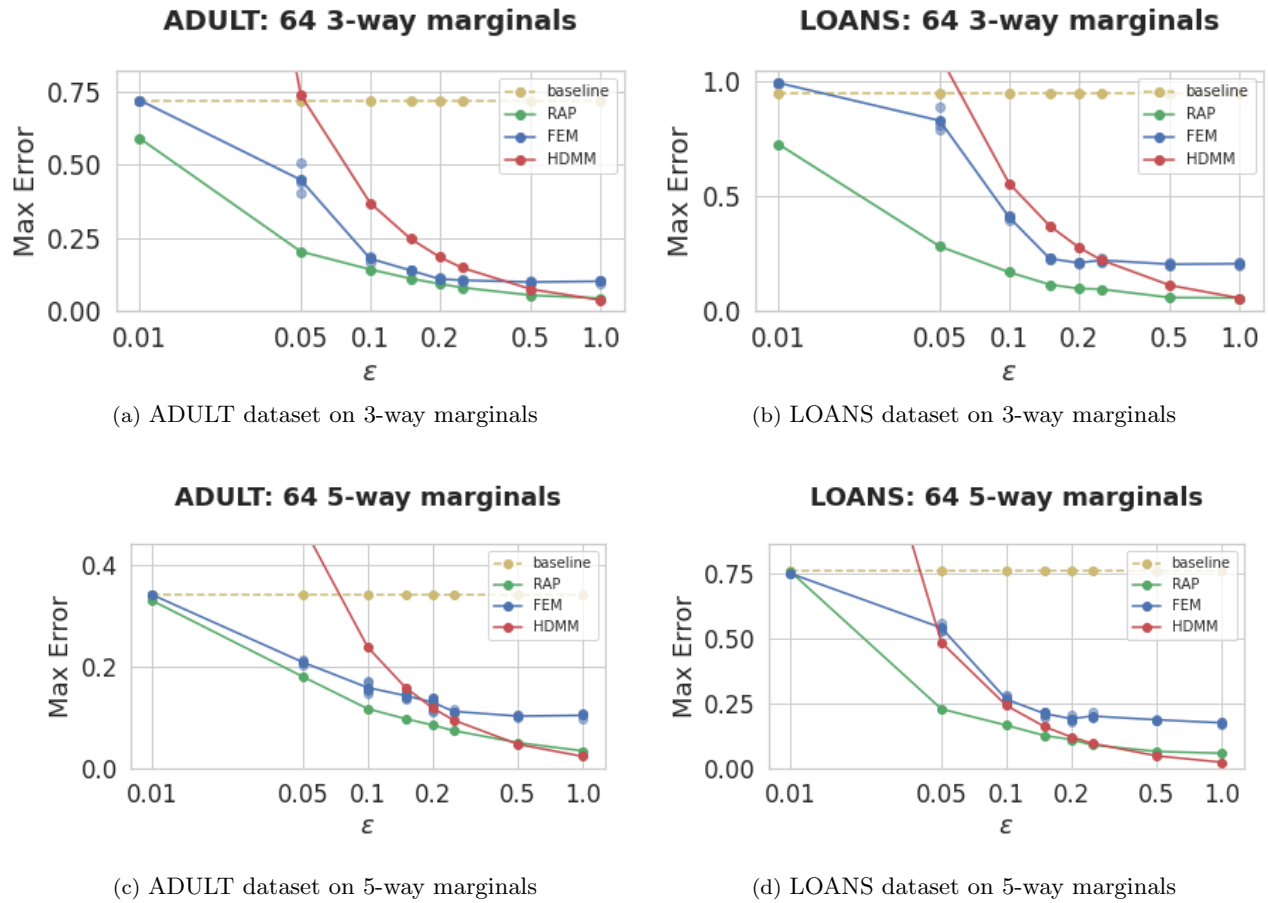 ADULT: 64 3-way marginals
Max Error
0.75
0.50
0.25
0.00
baseline
RAP
FEM
HDMM
0.01 0.05 0.1 0.2 0.5 1.0
ε
(a) ADULT dataset on 3-way marginals
LOANS: 64 3-way marginals
Max Error
1.0
0.5
0.0
baseline
RAP
FEM
HDMM
0.01 0.05 0.1 0.2 0.5 1.0
ε
(b) LOANS dataset on 3-way marginals
ADULT: 64 5-way marginals
Max Error
0.4
0.2
0.0
baseline
RAP
FEM
HDMM
0.01 0.05 0.1 0.2 0.5 1.0
ε
(c) ADULT dataset on 5-way marginals
LOANS: 64 5-way marginals
Max Error
0.75
0.50
0.25
0.00
baseline
RAP
FEM
HDMM
0.01 0.05 0.1 0.2 0.5 1.0
ε
(d) LOANS dataset on 5-way marginals